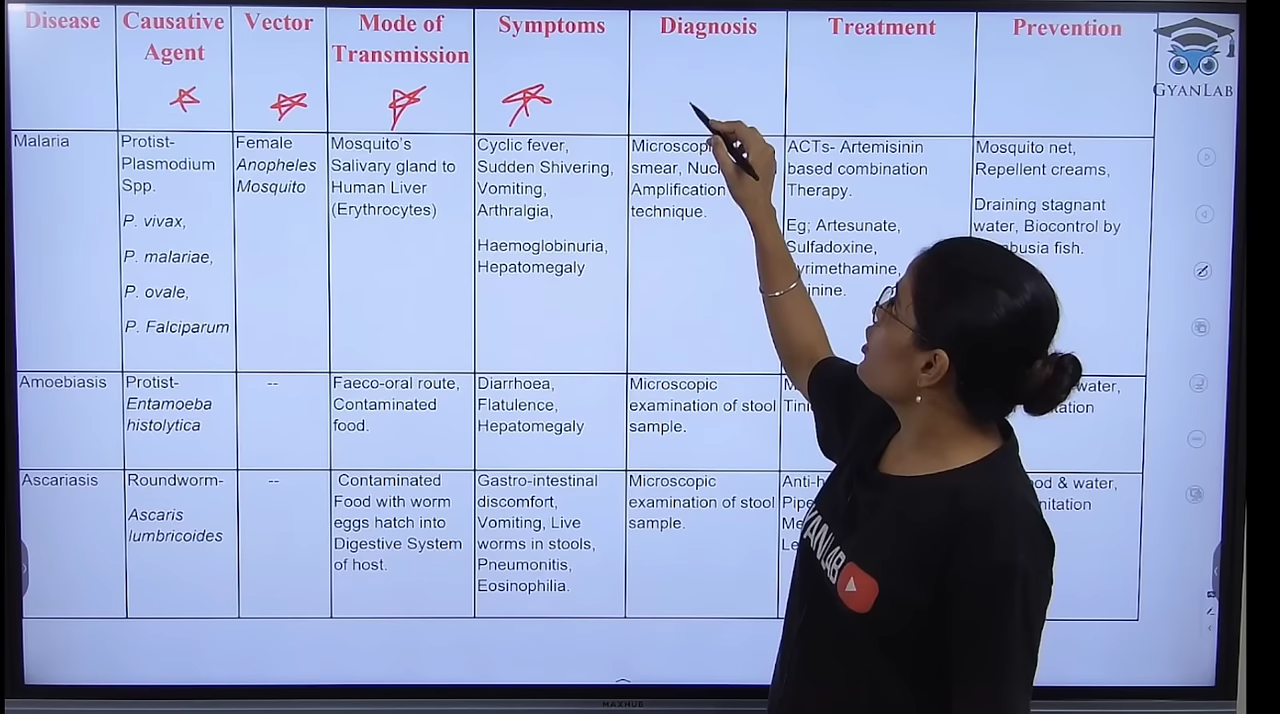 Disease
Causative
Agent
Vector
Mode of
Transmission
Symptoms
Diagnosis
Treatment
Prevention
GYANLAB
Malaria
Protist-
Plasmodium
Spp.
P. vivax,
P. malariae,
P. ovale,
P. Falciparum
Female
Anopheles
Mosquito
Mosquito's
Salivary gland to
Human Liver
(Erythrocytes)
Cyclic fever,
Sudden Shivering,
Vomiting,
Arthralgia,
Haemoglobinuria,
Hepatomegaly
smear,
Amplification
technique.
ACTs- Artemisinin
based combination
Therapy.
Eg; Artesunate,
Sulfadoxine,
Mosquito net,
Repellent creams,
Draining stagnant
water, Biocontrol by
fish.
Amoebiasis
Protist-
Entamoeba
histolytica
--
Faeco-oral route,
Contaminated
food.
Diarrhoea,
Flatulence,
Hepatomegaly
Microscopic
examination of stool
sample.
water,
Ascariasis
Roundworm-
Ascaris
lumbricoides
--
Contaminated
Food with worm
eggs hatch into
Digestive System
of host.
Gastro-intestinal
discomfort,
Vomiting, Live
worms in stools,
Pneumonitis,
Eosinophilia.
Microscopic
examination of stool
sample.
& water,
MAXHUB